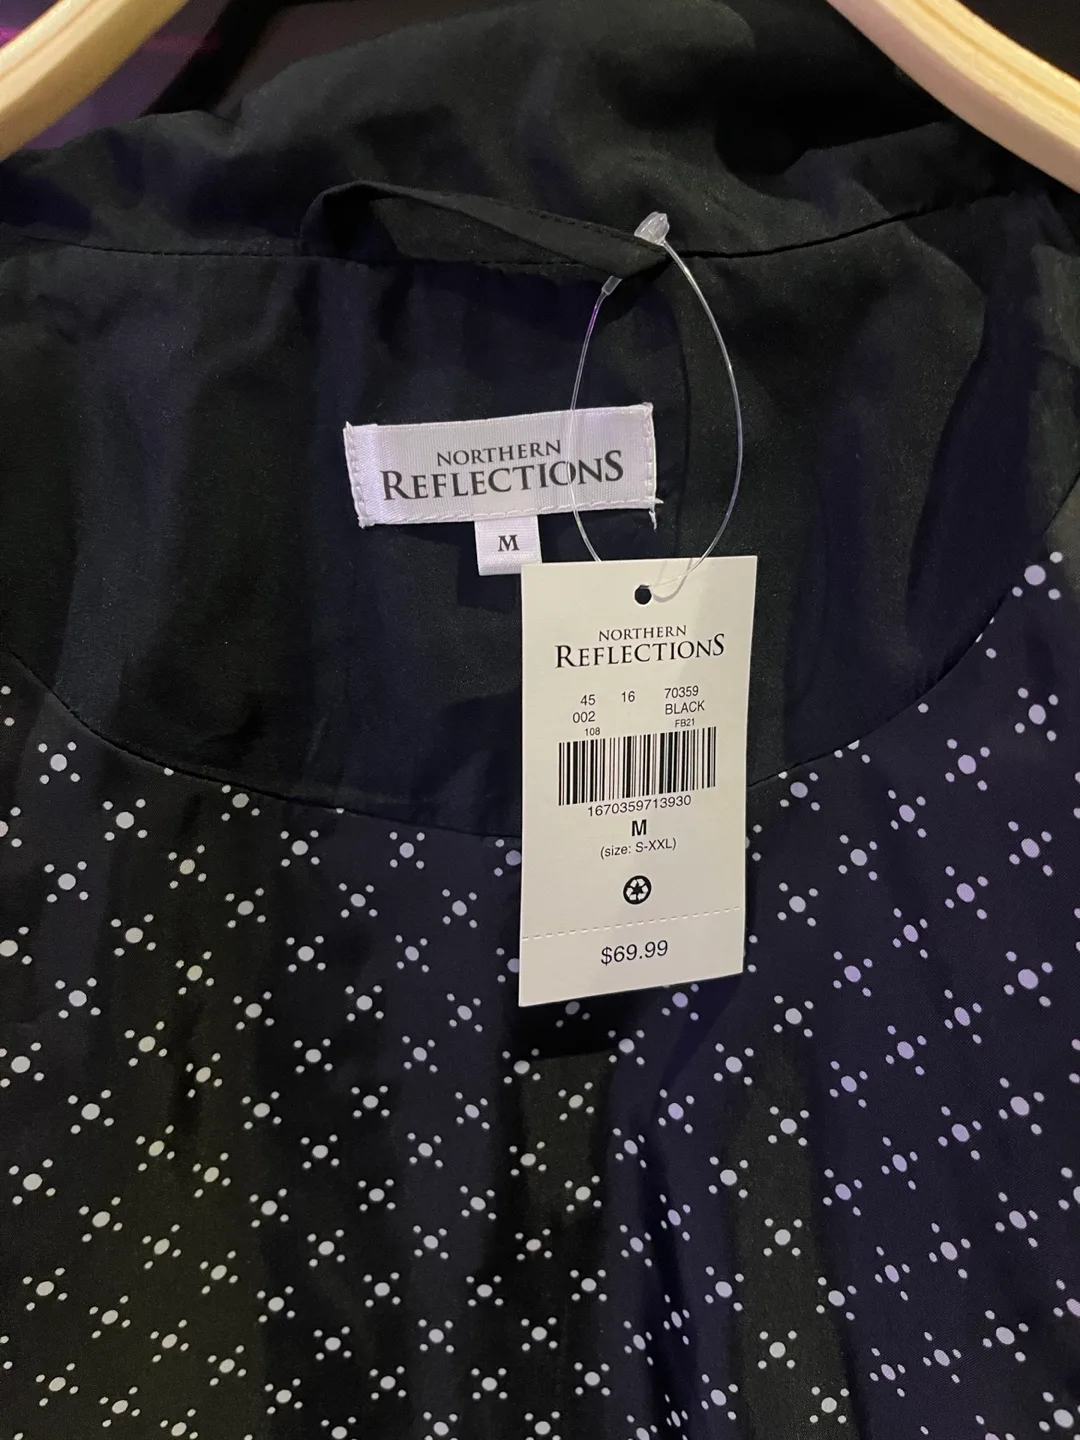 NORTHERN
REFLECTIONS
M
NORTHERN
REFLECTIONS
45 16 70359
002 BLACK
108 FB21
1670359713930
M
(size: S-XXL)
$69.99